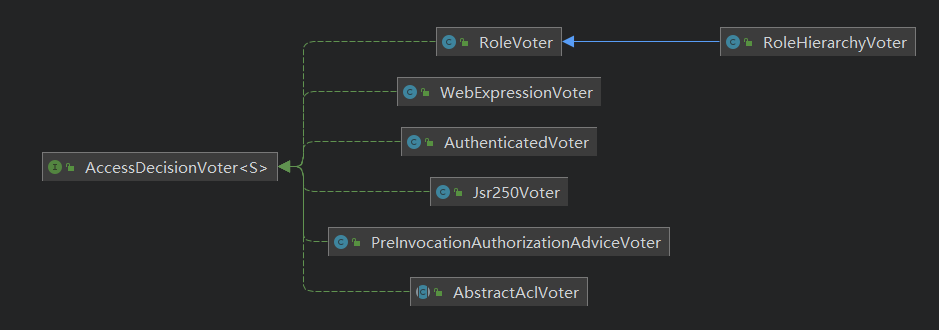 RoleVoter
RoleHierarchyVoter
WebExpressionVoter
AuthenticatedVoter
AccessDecisionVoter<S>
Jsr250Voter
PreInvocationAuthorizationAdviceVoter
AbstractAclVoter